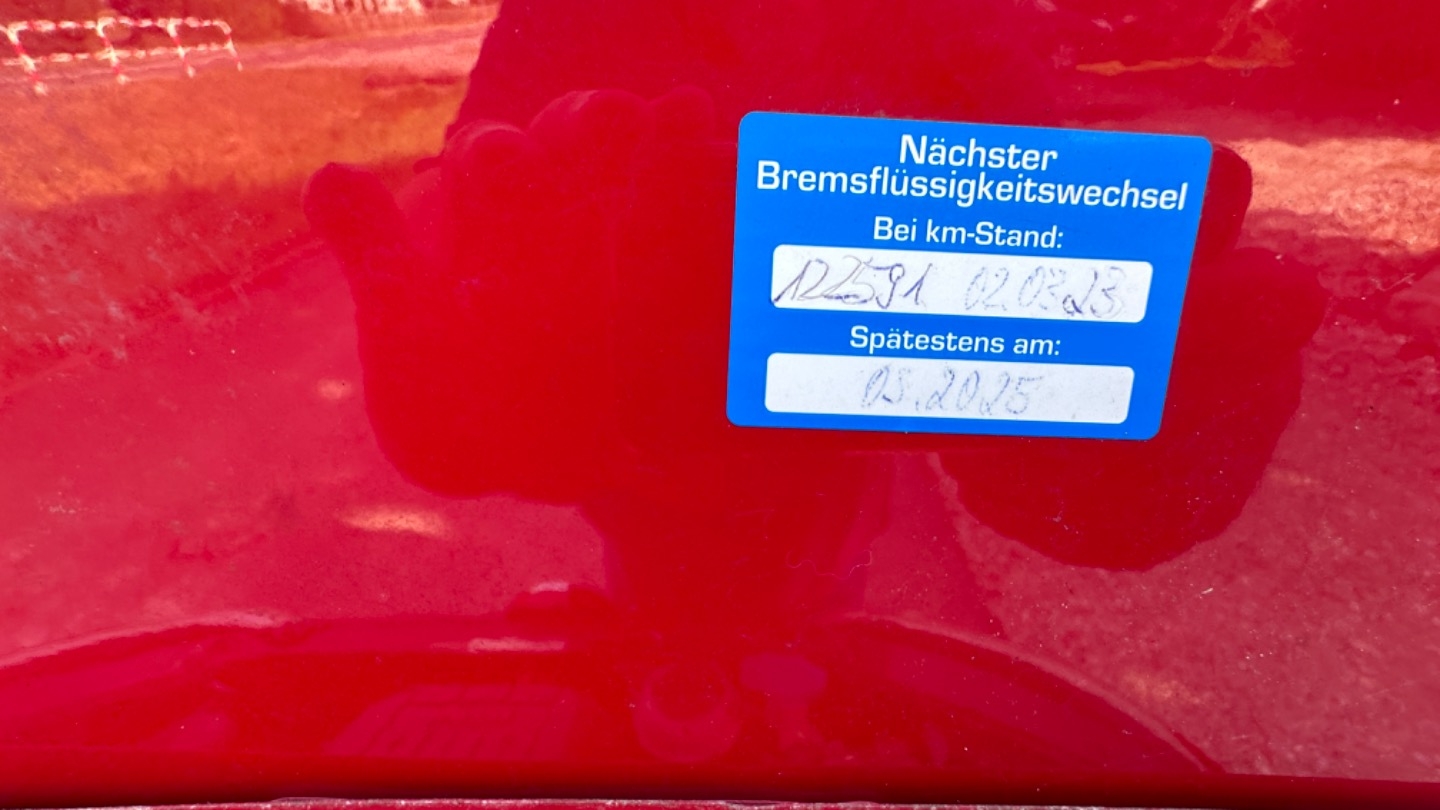 Nächster
Bremsflüssigkeitswechsel
Bei km-Stand:
122591 02.03.23
Spätestens am:
03.2025